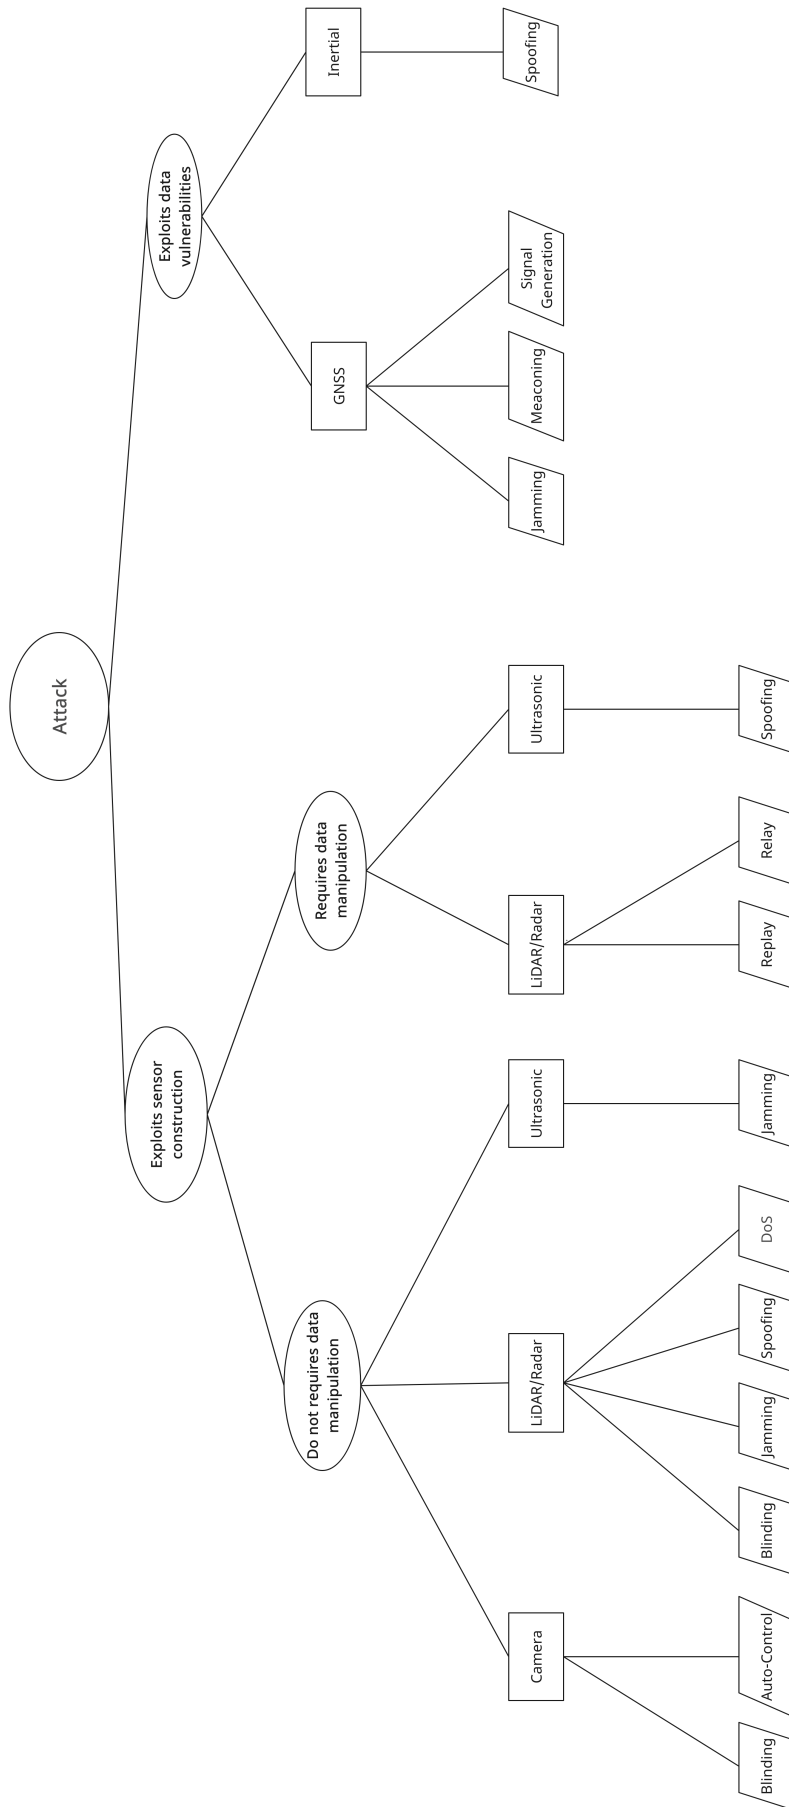 Attack
Exploits sensor
construction
Exploits data
vulnerabilities
Do not requires data
manipulation
Requires data
manipulation
GNSS
Inertial
Camera
LiDAR/Radar
Ultrasonic
LiDAR/Radar
Ultrasonic
Jamming
Meaconing
Signal
Generation
Spoofing
Blinding
Auto-Control
Blinding
Jamming
Spoofing
DoS
Jamming
Replay
Relay
Spoofing